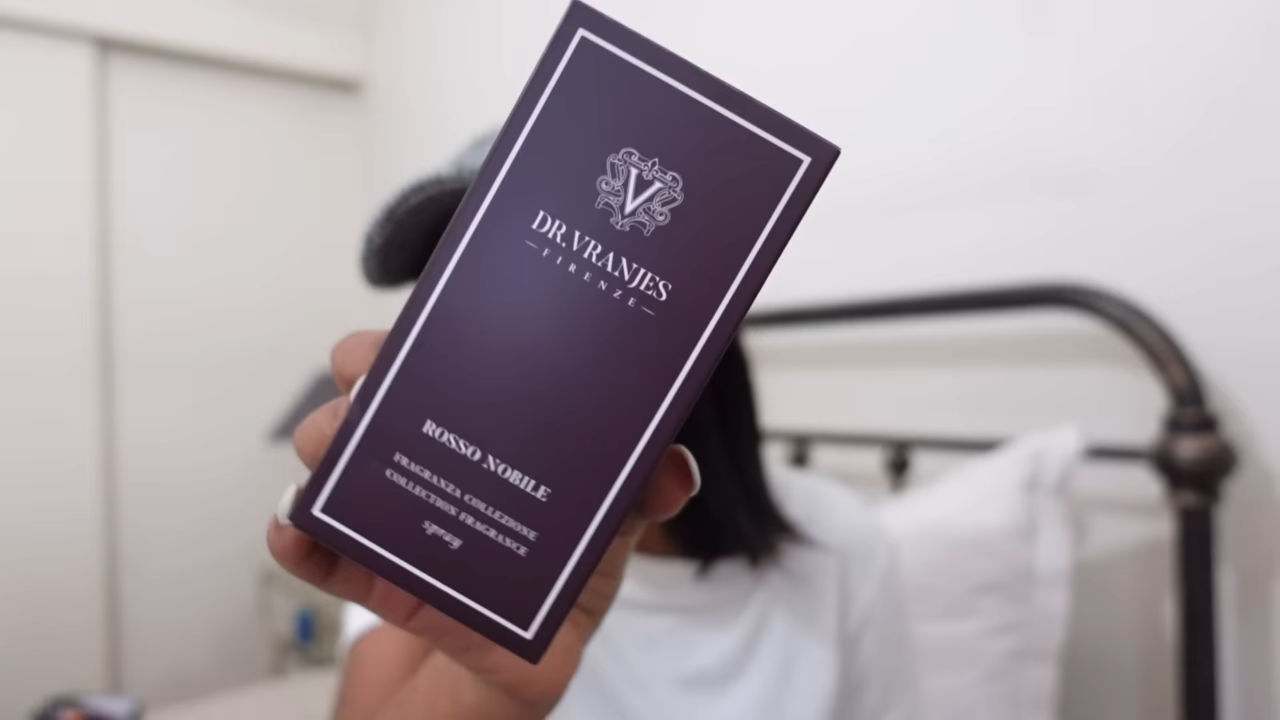 V
DR.VRANJES
FIRENZE
ROSSO NOBILE
FRAGRANZA COLLEZIONE
COLLECTION FRAGRANCE
spray